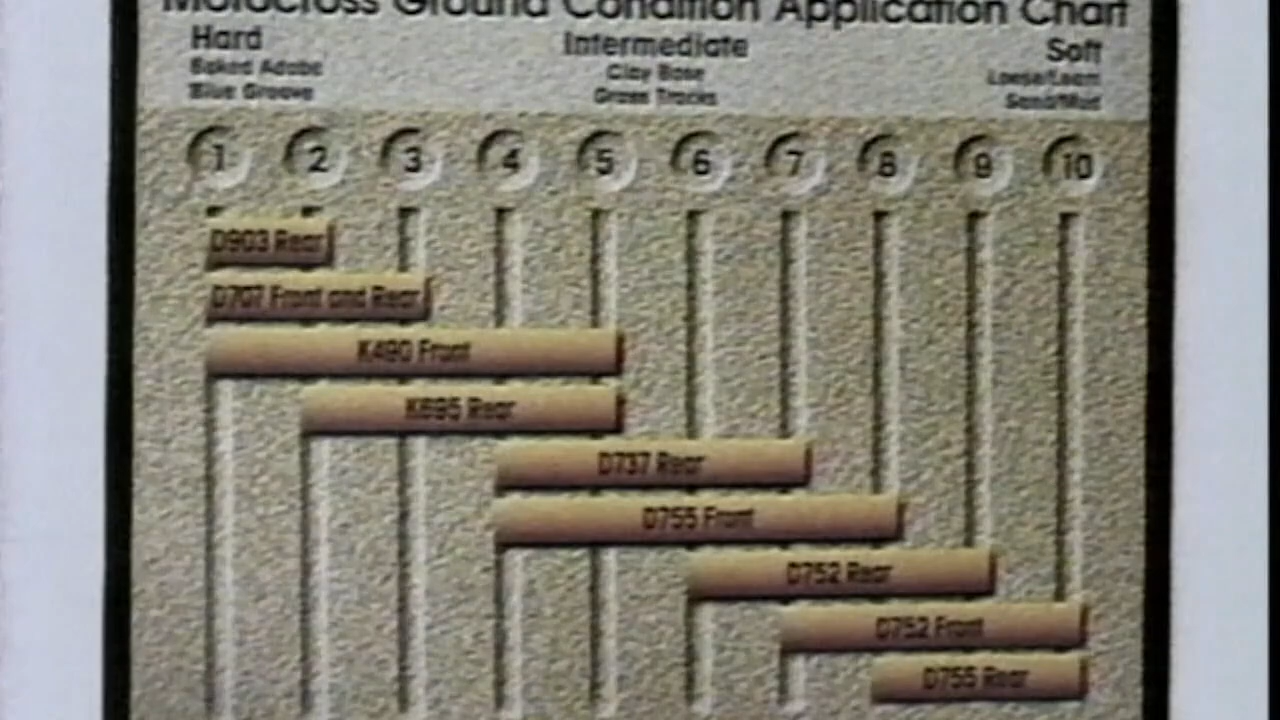 Motocross Ground Condition Application Chart
Hard Intermediate Soft
Baked Adobe Clay Base Loose/Loam
Blue Groove Grass Tracks Sand/Mud
1 2 3 4 5 6 7 8 9 10
D903 Rear
D707 Front and Rear
K490 Front
K695 Rear
D737 Rear
D755 Front
D752 Rear
D752 Front
D755 Rear